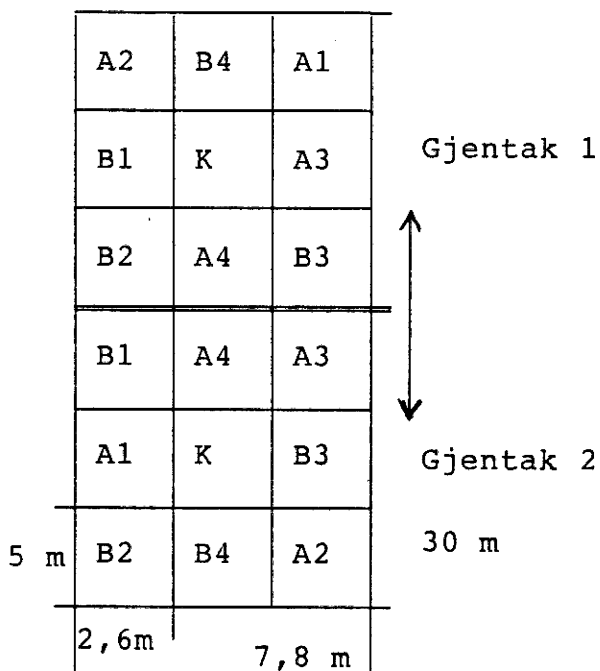 A2 B4 A1
B1 K A3 Gjentak 1
B2 A4 B3
B1 A4 A3
A1 K B3 Gjentak 2
5 m B2 B4 A2 30 m
2,6m 7,8 m